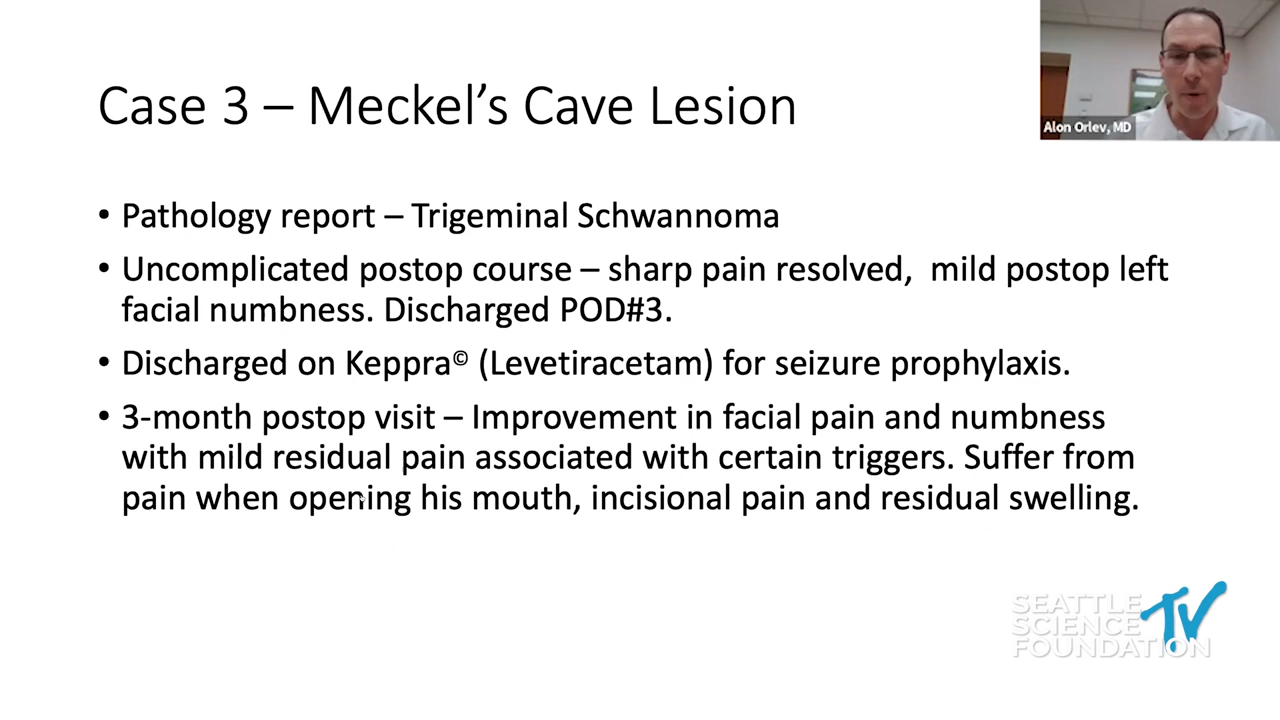 Case 3 – Meckel's Cave Lesion
Alon Orlev, MD
• Pathology report – Trigeminal Schwannoma
• Uncomplicated postop course – sharp pain resolved,  mild postop left
facial numbness. Discharged POD#3.
• Discharged on Keppra© (Levetiracetam) for seizure prophylaxis.
• 3-month postop visit – Improvement in facial pain and numbness
with mild residual pain associated with certain triggers. Suffer from
pain when opening his mouth, incisional pain and residual swelling.
SEATTLE
SCIENCE
FOUNDATION
TV